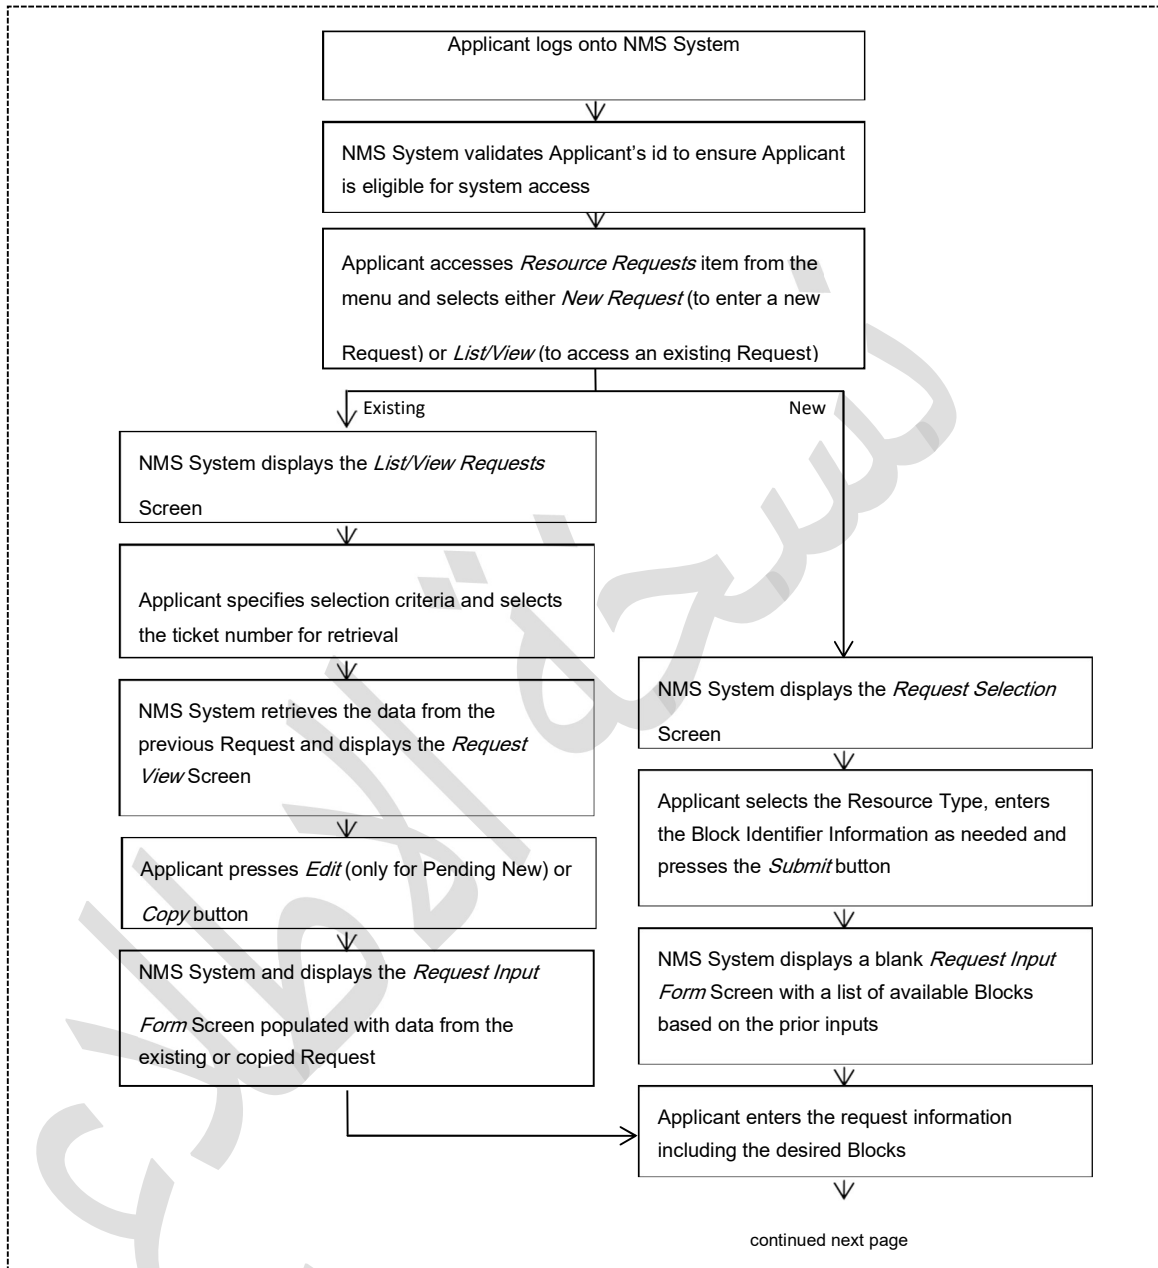 Applicant logs onto NMS System
NMS System validates Applicant's id to ensure Applicant
is eligible for system access
Applicant accesses Resource Requests item from the
menu and selects either New Request (to enter a new
Request) or List/View (to access an existing Request)
Existing
New
NMS System displays the List/View Requests
Screen
Applicant specifies selection criteria and selects
the ticket number for retrieval
NMS System retrieves the data from the
previous Request and displays the Request
View Screen
Applicant presses Edit (only for Pending New) or
Copy button
NMS System and displays the Request Input
Form Screen populated with data from the
existing or copied Request
NMS System displays the Request Selection
Screen
Applicant selects the Resource Type, enters
the Block Identifier Information as needed and
presses the Submit button
NMS System displays a blank Request Input
Form Screen with a list of available Blocks
based on the prior inputs
Applicant enters the request information
including the desired Blocks
continued next page
نسخة الاطلاع